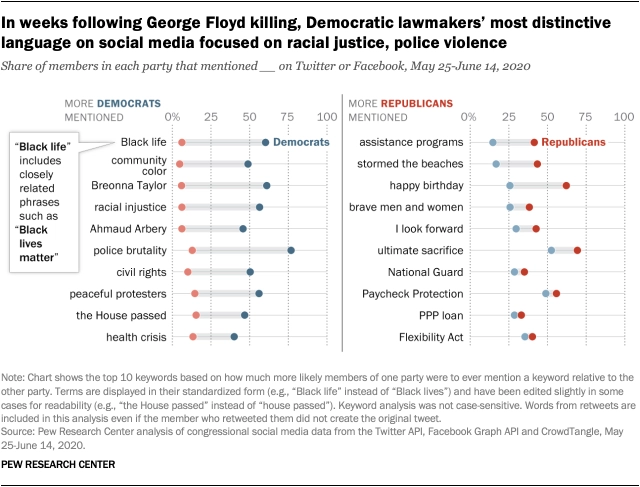 In weeks following George Floyd killing, Democratic lawmakers' most distinctive
language on social media focused on racial justice, police violence
Share of members in each party that mentioned __ on Twitter or Facebook, May 25-June 14, 2020
MORE DEMOCRATS
MENTIONED
0% 25 50 75 100
"Black life"
includes
closely
related
phrases
such as
"Black
lives
matter"
Black life
Democrats
community
color
Breonna Taylor
racial injustice
Ahmaud Arbery
police brutality
civil rights
peaceful protesters
the House passed
health crisis
MORE REPUBLICANS
MENTIONED
0% 25 50 75 100
assistance programs
Republicans
stormed the beaches
happy birthday
brave men and women
I look forward
ultimate sacrifice
National Guard
Paycheck Protection
PPP loan
Flexibility Act
Note: Chart shows the top 10 keywords based on how much more likely members of one party were to ever mention a keyword relative to the
other party. Terms are displayed in their standardized form (e.g., "Black life" instead of "Black lives") and have been edited slightly in some
cases for readability (e.g., "the House passed" instead of "house passed"). Keyword analysis was not case-sensitive. Words from retweets are
included in this analysis even if the member who retweeted them did not create the original tweet.
Source: Pew Research Center analysis of congressional social media data from the Twitter API, Facebook Graph API and CrowdTangle, May
25-June 14, 2020.
PEW RESEARCH CENTER